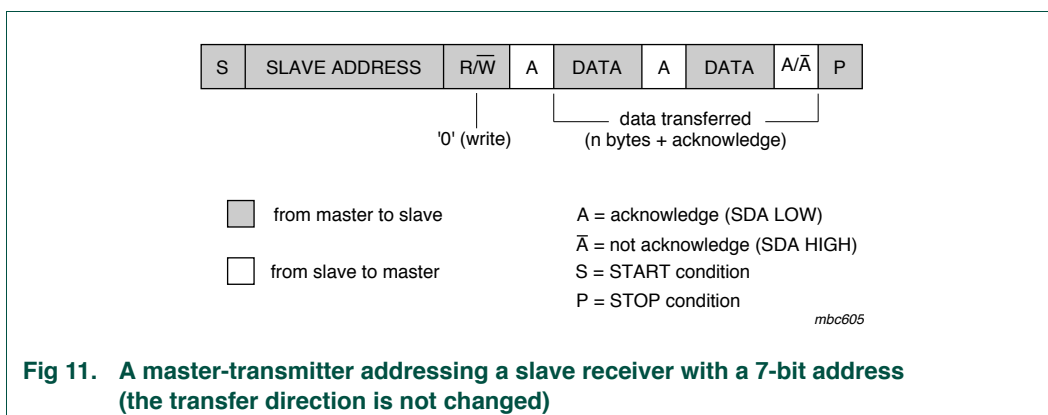 S SLAVE ADDRESS R/W̅ A DATA A DATA A/A̅ P
'0' (write)
data transferred
(n bytes + acknowledge)
from master to slave
from slave to master
A = acknowledge (SDA LOW)
A̅ = not acknowledge (SDA HIGH)
S = START condition
P = STOP condition
mbc605
Fig 11. A master-transmitter addressing a slave receiver with a 7-bit address
(the transfer direction is not changed)